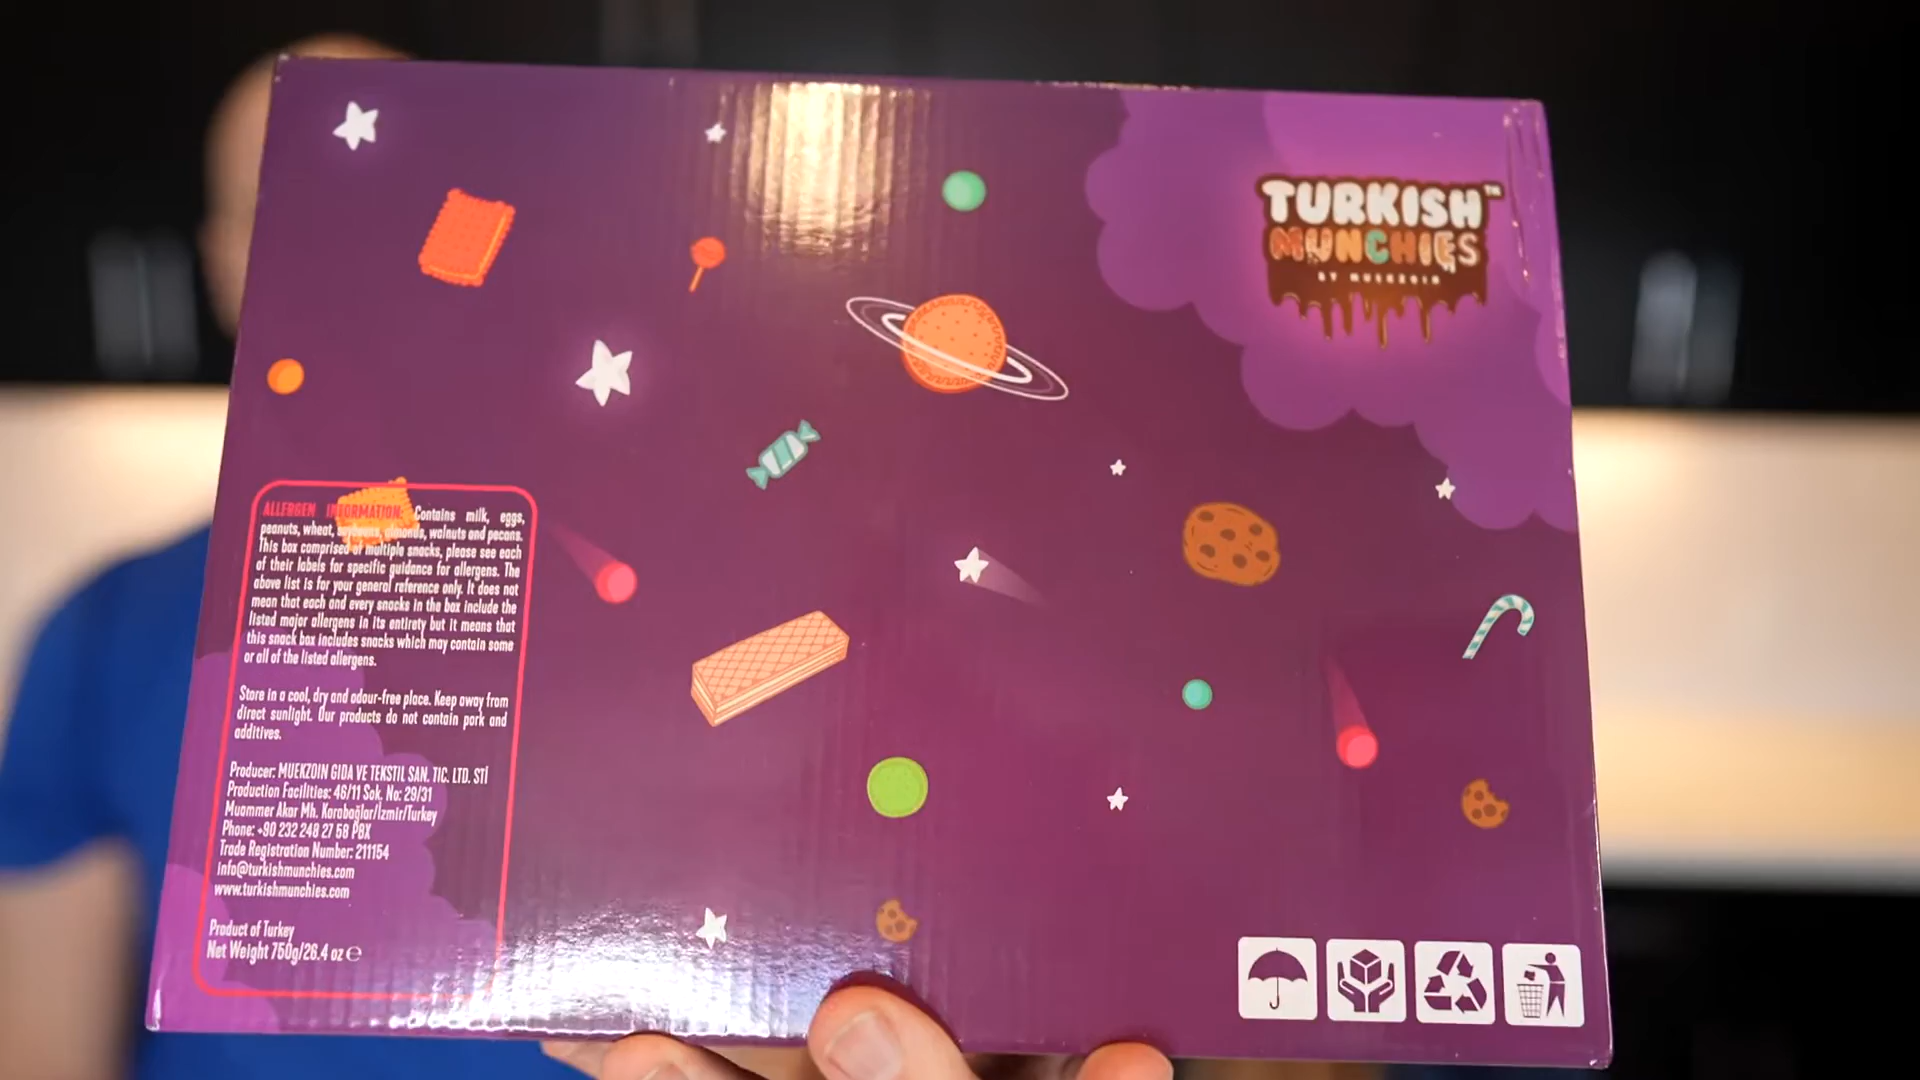 TURKISH™
MUNCHIES
BY MUEKZOIN
ALLERGEN INFORMATION: Contains milk, eggs,
peanuts, wheat, soybeans, almonds, walnuts and pecans.
This box comprised of multiple snacks, please see each
of their labels for specific guidance for allergens. The
above list is for your general reference only. It does not
mean that each and every snacks in the box include the
listed major allergens in its entirety but it means that
this snack box includes snacks which may contain some
or all of the listed allergens.
Store in a cool, dry and odour-free place. Keep away from
direct sunlight. Our products do not contain pork and
additives.
Producer: MUEKZOIN GIDA VE TEKSTIL SAN. TIC. LTD. STİ
Production Facilities: 46/11 Sok. No: 29/31
Muammer Akar Mh. Karabağlar/İzmir/Turkey
Phone: +90 232 248 27 58 PBX
Trade Registration Number: 211154
info@turkishmunchies.com
www.turkishmunchies.com
Product of Turkey
Net Weight 750g/26.4 oz ℮